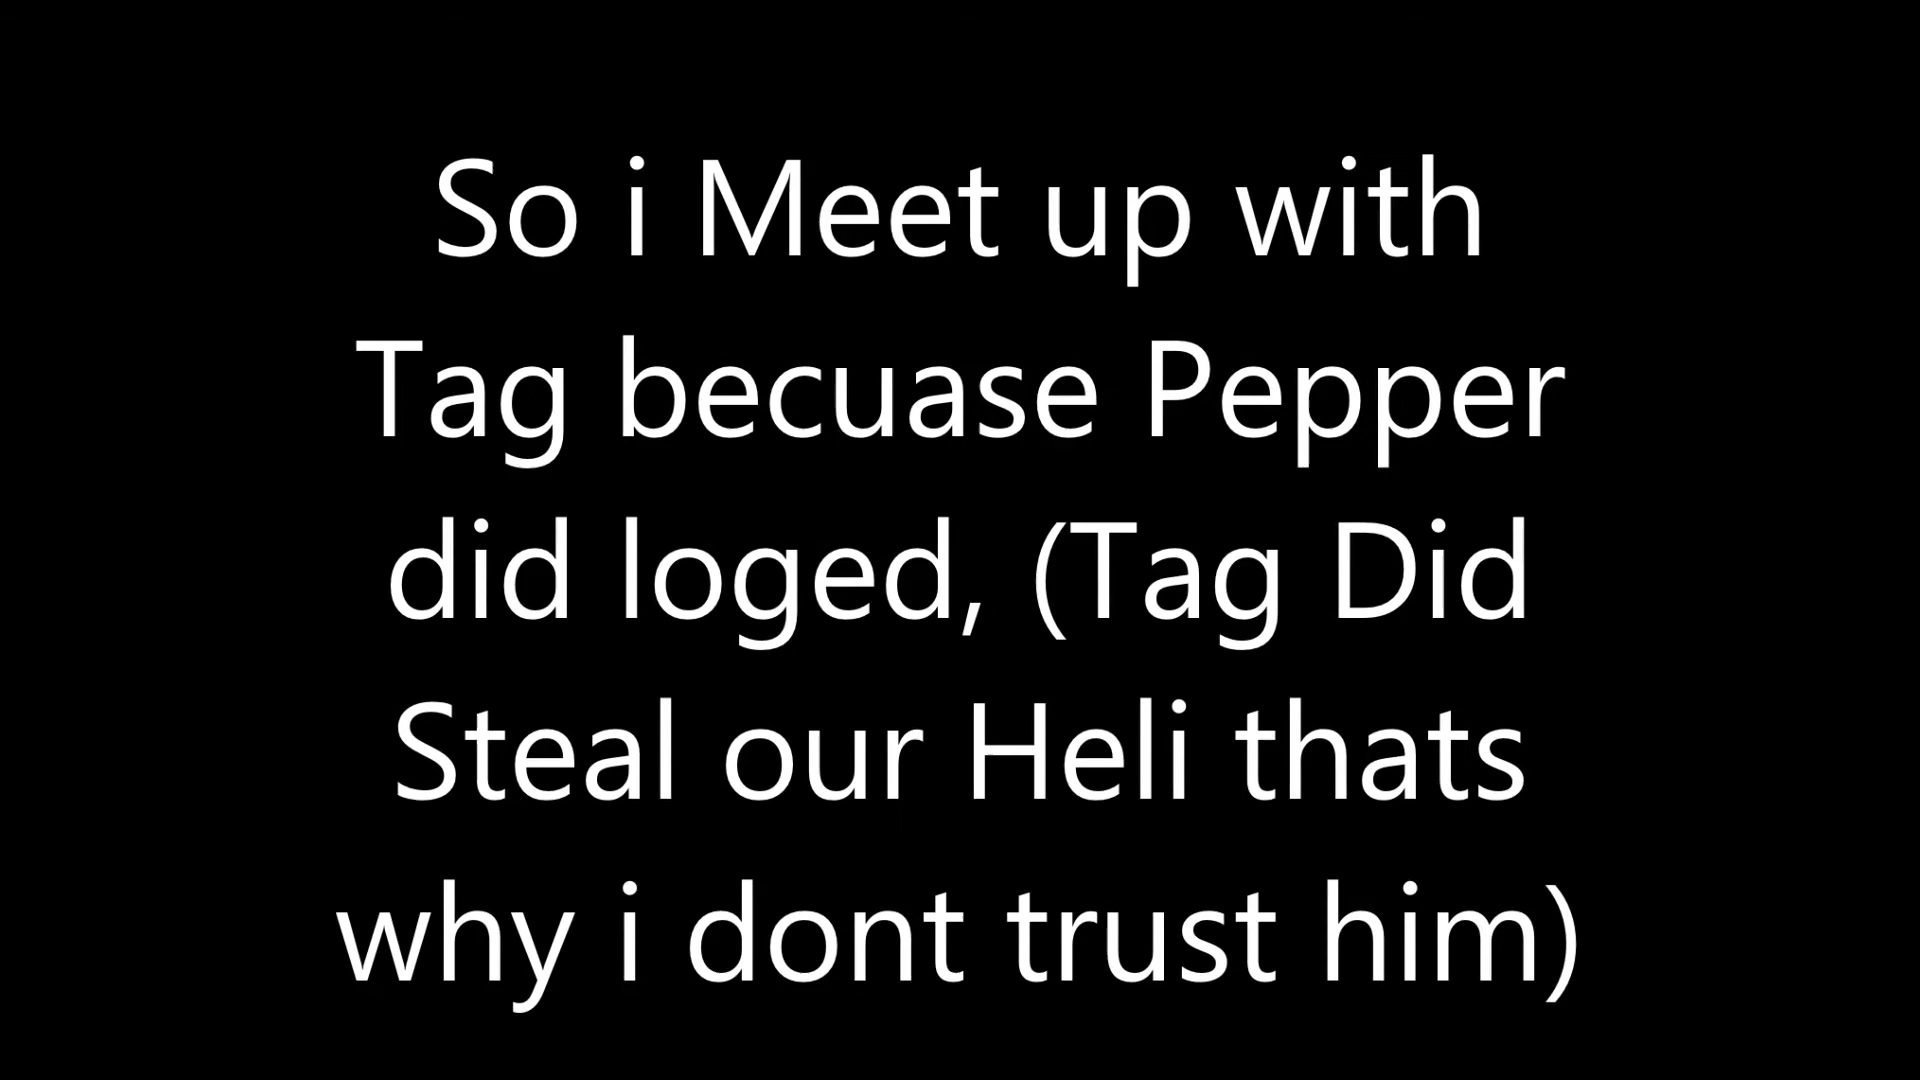 So i Meet up with
Tag becuase Pepper
did loged, (Tag Did
Steal our Heli thats
why i dont trust him)